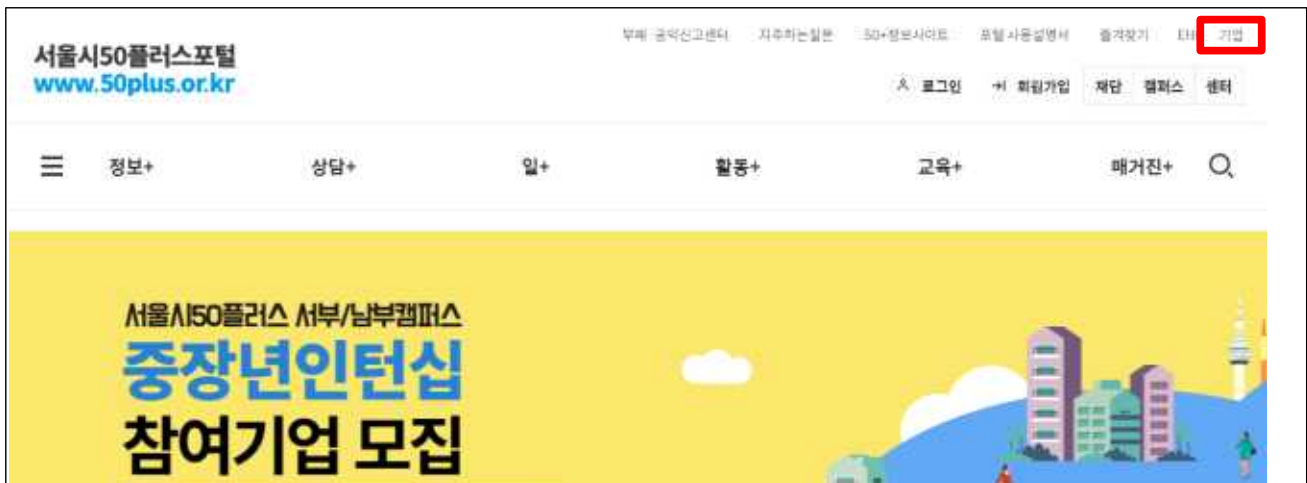 부패·공익신고센터 자주하는질문 50+정보사이트 포털 사용설명서 즐겨찾기 기업
서울시50플러스포털
www.50plus.or.kr
로그인 회원가입 재단 캠퍼스 센터
정보+ 상담+ 일+ 활동+ 교육+ 매거진+
서울시50플러스 서부/남부캠퍼스
중장년인턴십
참여기업 모집